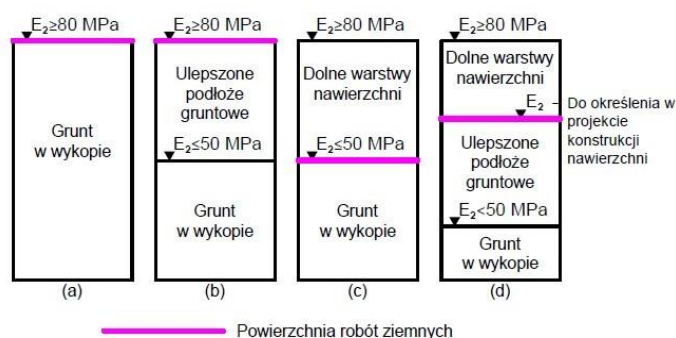 E₂≥80 MPa
Grunt
w wykopie
(a)
E₂≥80 MPa
Ulepszone
podłoże
gruntowe
E₂≤50 MPa
Grunt
w wykopie
(b)
E₂≥80 MPa
Dolne warstwy
nawierzchni
E₂≤50 MPa
Grunt
w wykopie
(c)
E₂≥80 MPa
Dolne warstwy
nawierzchni
E₂ – Do określenia w
projekcie
konstrukcji
nawierzchni
Ulepszone
podłoże
gruntowe
E₂<50 MPa
Grunt
w wykopie
(d)
Powierzchnia robót ziemnych